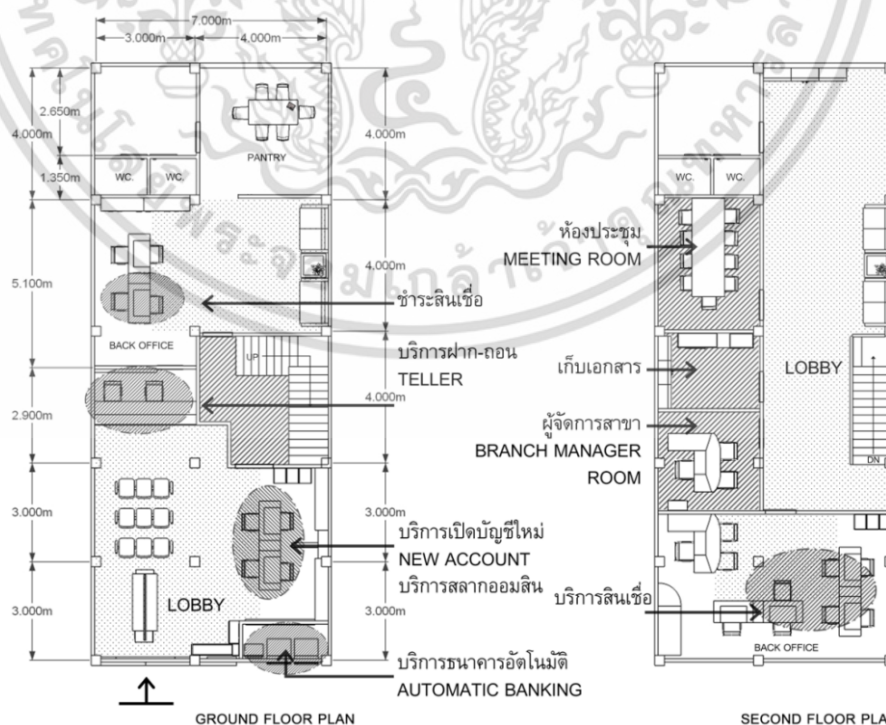 7.000m
3.000m
4.000m
2.650m
4.000m
4.000m
PANTRY
WC.
WC.
1.350m
WC.
WC.
ห้องประชุม
MEETING ROOM
5.100m
4.000m
ชำระสินเชื่อ
BACK OFFICE
บริการฝาก-ถอน
TELLER
UP
เก็บเอกสาร
LOBBY
2.900m
4.000m
ผู้จัดการสาขา
BRANCH MANAGER
ROOM
DN
3.000m
3.000m
บริการเปิดบัญชีใหม่
NEW ACCOUNT
บริการสลากออมสิน
บริการสินเชื่อ
LOBBY
3.000m
3.000m
BACK OFFICE
บริการธนาคารอัตโนมัติ
AUTOMATIC BANKING
GROUND FLOOR PLAN
SECOND FLOOR PLA